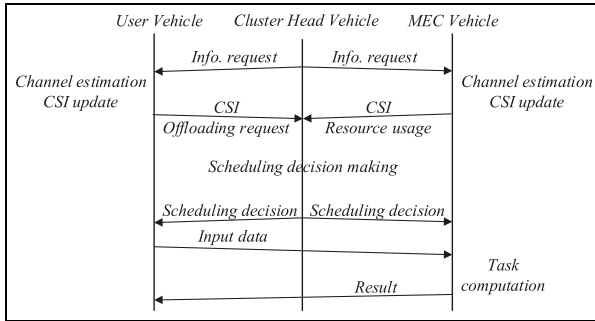 User Vehicle Cluster Head Vehicle MEC Vehicle
Info. request Info. request
Channel estimation Channel estimation
CSI update CSI update
CSI CSI
Offloading request Resource usage
Scheduling decision making
Scheduling decision Scheduling decision
Input data
Task
computation
Result